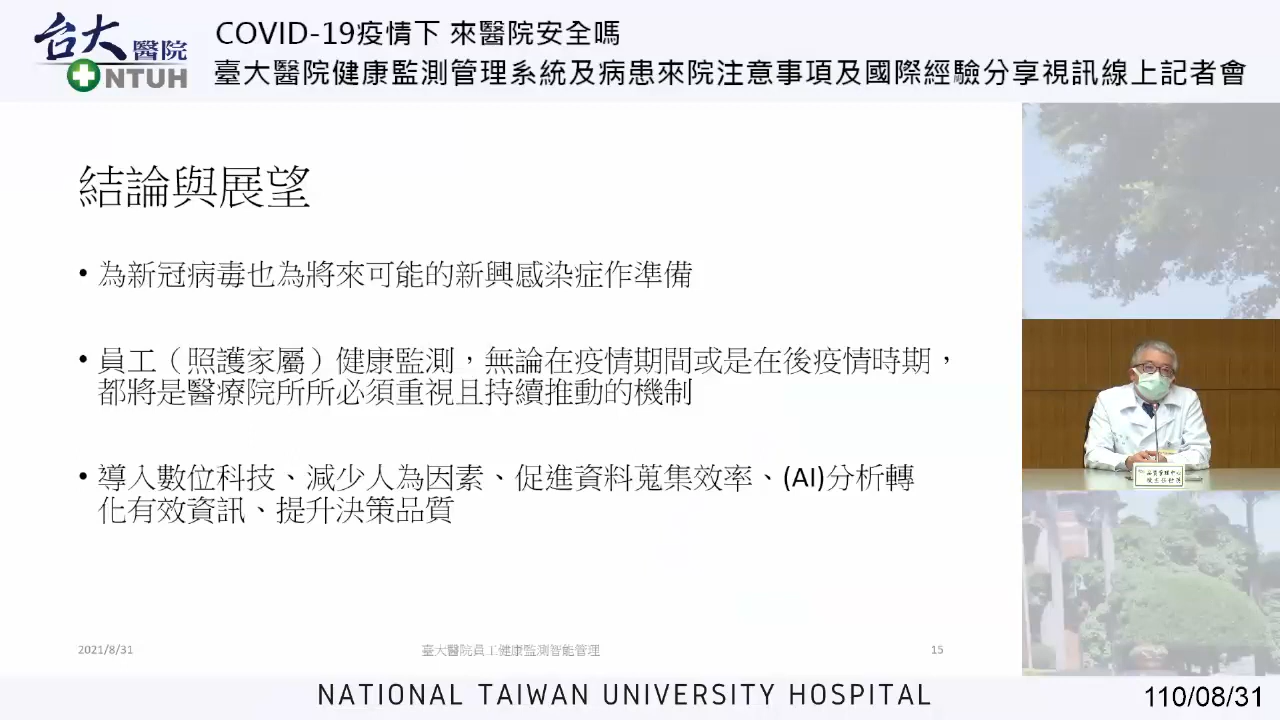 台大醫院
NTUH
COVID-19疫情下 來醫院安全嗎
臺大醫院健康監測管理系統及病患來院注意事項及國際經驗分享視訊線上記者會
結論與展望
• 為新冠病毒也為將來可能的新興感染症作準備
• 員工（照護家屬）健康監測，無論在疫情期間或是在後疫情時期，
都將是醫療院所所必須重視且持續推動的機制
• 導入數位科技、減少人為因素、促進資料蒐集效率、(AI)分析轉
化有效資訊、提升決策品質
2021/8/31
臺大醫院員工健康監測智能管理
15
NATIONAL TAIWAN UNIVERSITY HOSPITAL
110/08/31